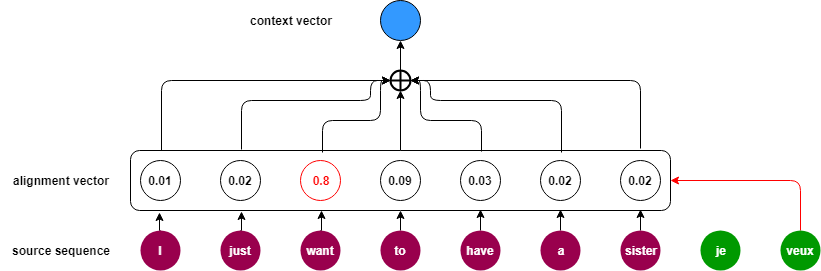 context vector
alignment vector
0.01 0.02 0.8 0.09 0.03 0.02 0.02
source sequence
I just want to have a sister je veux